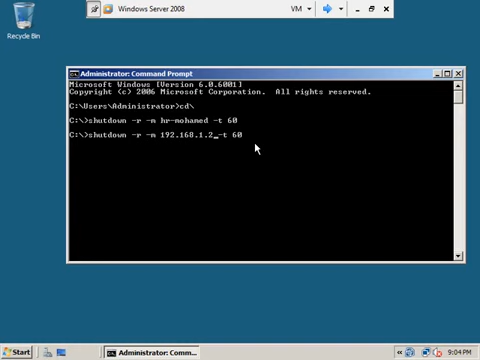 Windows Server 2008
VM
Recycle Bin
Administrator: Command Prompt
Microsoft Windows [Version 6.0.6001]
Copyright (c) 2006 Microsoft Corporation.  All rights reserved.
C:\Users\Administrator>cd\
C:\>shutdown -r -m hr-mohamed -t 60
C:\>shutdown -r -m 192.168.1.2_-t 60
Start
Administrator: Comm...
9:04 PM